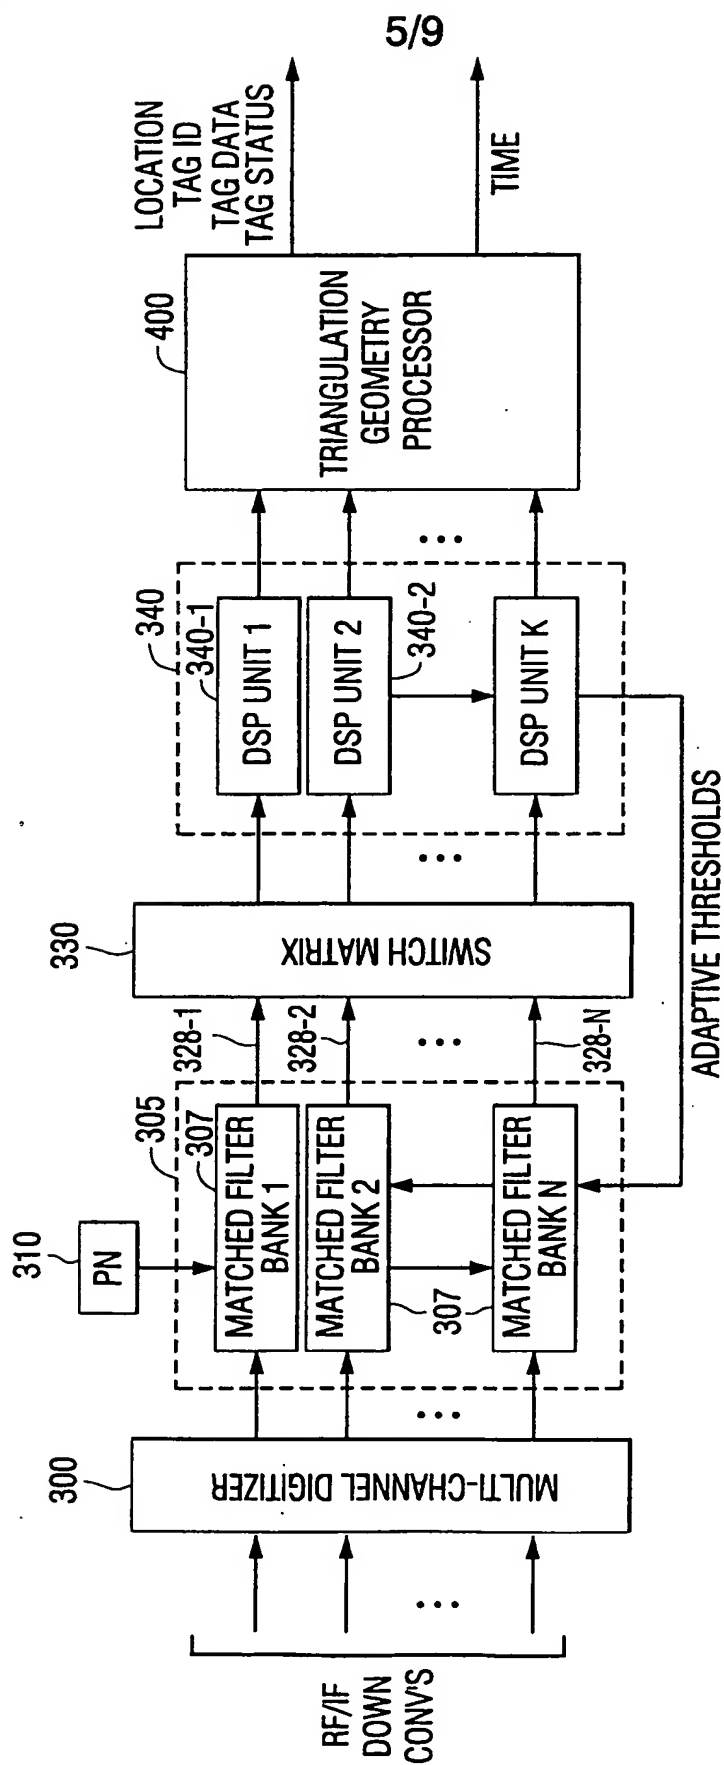 5/9
RF/IF
DOWN
CONV'S
300
MULTI-CHANNEL DIGITIZER
310
PN
305
307
MATCHED FILTER
BANK 1
MATCHED FILTER
BANK 2
307
MATCHED FILTER
BANK N
328-1
328-2
328-N
330
SWITCH MATRIX
340
340-1
DSP UNIT 1
DSP UNIT 2
340-2
DSP UNIT K
ADAPTIVE THRESHOLDS
400
TRIANGULATION
GEOMETRY
PROCESSOR
LOCATION
TAG ID
TAG DATA
TAG STATUS
TIME